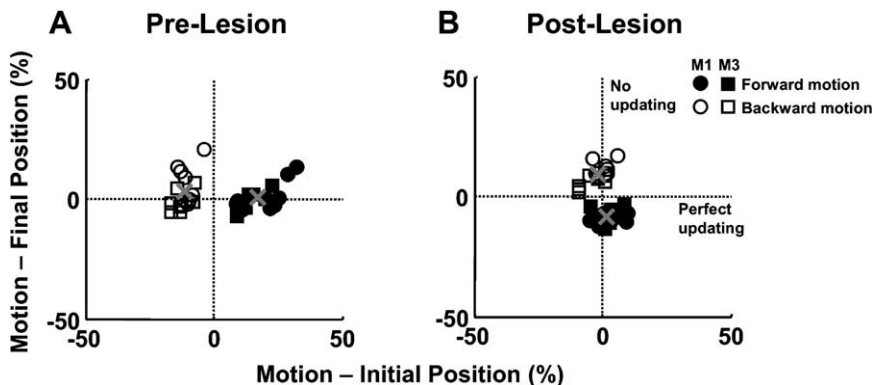 A
Pre-Lesion
B
Post-Lesion
M1 M3
Forward motion
Backward motion
No
updating
Perfect
updating
50
0
-50
-50
0
50
50
0
-50
-50
0
50
Motion – Final Position (%)
Motion – Initial Position (%)